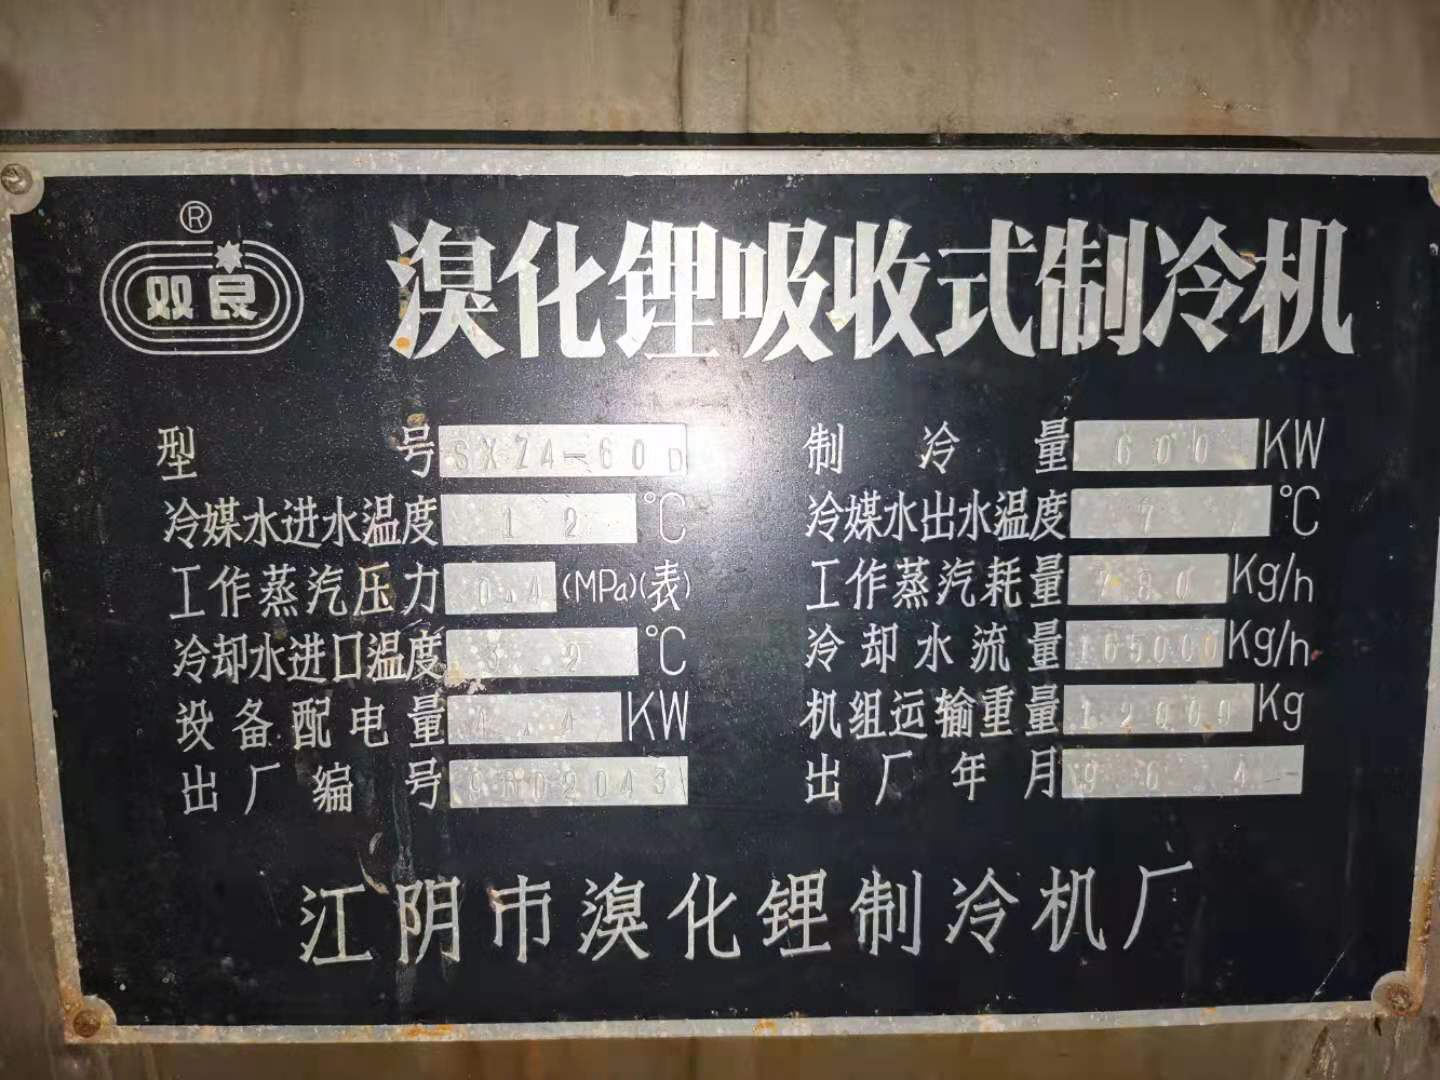 ®
双良
溴化锂吸收式制冷机
型号 SXZ4-60D
制冷量 600 KW
冷媒水进水温度 12 ℃
冷媒水出水温度 7 ℃
工作蒸汽压力 0.4 (MPa)(表)
工作蒸汽耗量 780 Kg/h
冷却水进口温度 32 ℃
冷却水流量 165000 Kg/h
设备配电量 4.4 KW
机组运输重量 12000 Kg
出厂编号
出厂年月 96 4
江阴市溴化锂制冷机厂